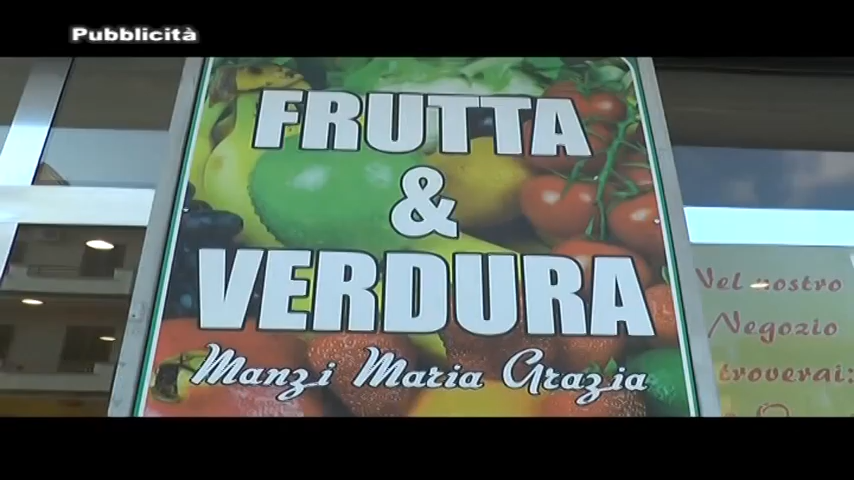 Pubblicità
FRUTTA
&
VERDURA
Manzi Maria Grazia
Nel nostro
Negozio
troverai: